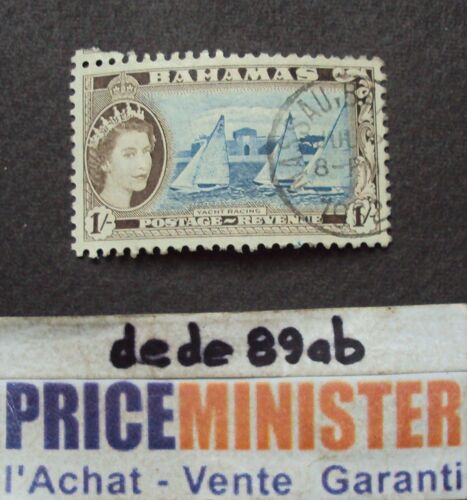 BAHAMAS
YACHT RACING
1/- POSTAGE & REVENUE 1/-
dede 89ab
PRICEMINISTER
l'Achat - Vente Garanti